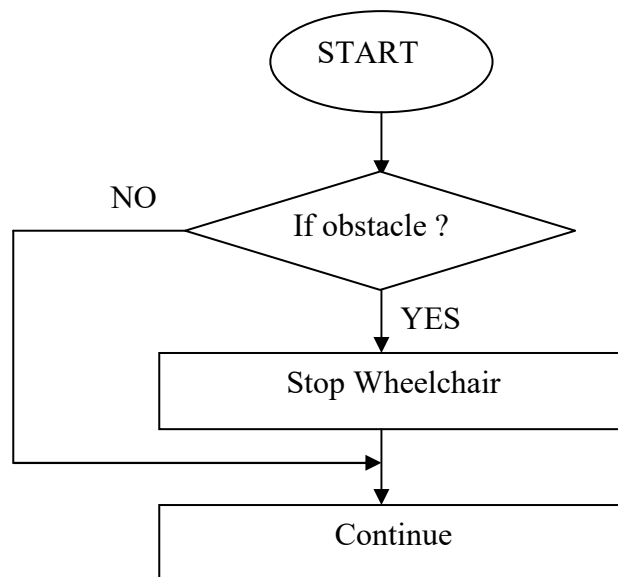 START
NO
If obstacle ?
YES
Stop Wheelchair
Continue